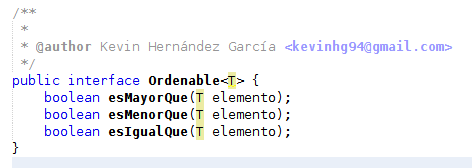 /**
 *
 * @author Kevin Hernández García <kevinhg94@gmail.com>
 */
public interface Ordenable<T> {
    boolean esMayorQue(T elemento);
    boolean esMenorQue(T elemento);
    boolean esIgualQue(T elemento);
}